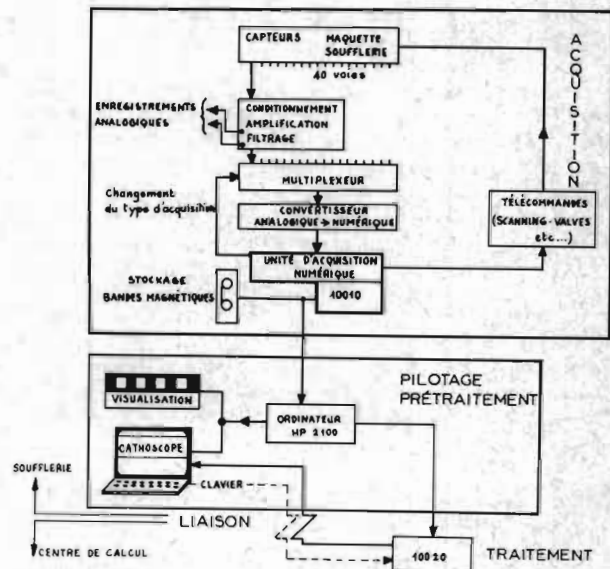 CAPTEURS MAQUETTE
SOUFFLERIE
40 voies
ACQUISITION
ENREGISTREMENTS
ANALOGIQUES
CONDITIONNEMENT
AMPLIFICATION
FILTRAGE
MULTIPLEXEUR
Changement
du type d'acquisition
CONVERTISSEUR
ANALOGIQUE → NUMÉRIQUE
TÉLÉCOMMANDES
(SCANNING-VALVES
etc...)
UNITÉ D'ACQUISITION
NUMÉRIQUE
10010
STOCKAGE
BANDES MAGNÉTIQUES
PILOTAGE
PRÉTRAITEMENT
VISUALISATION
ORDINATEUR
HP 2100
CATHOSCOPE
CLAVIER
SOUFFLERIE
LIAISON
CENTRE DE CALCUL
10020
TRAITEMENT